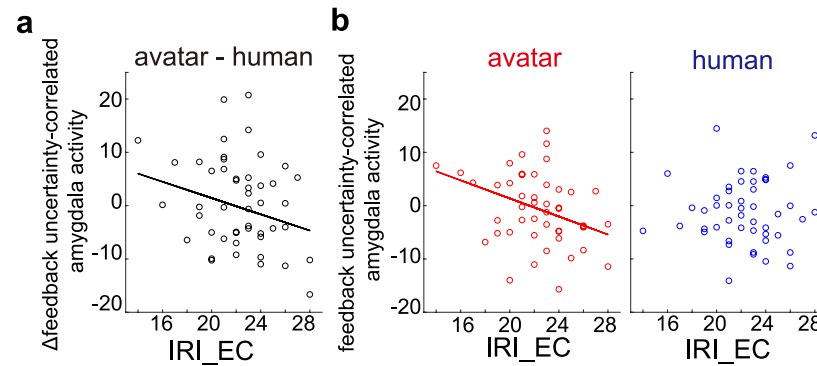 a
avatar - human
Δfeedback uncertainty-correlated
amygdala activity
20
10
0
-10
-20
16 20 24 28
IRI_EC
b
avatar
human
feedback uncertainty-correlated
amygdala activity
20
10
0
-10
-20
16 20 24 28
IRI_EC
16 20 24 28
IRI_EC